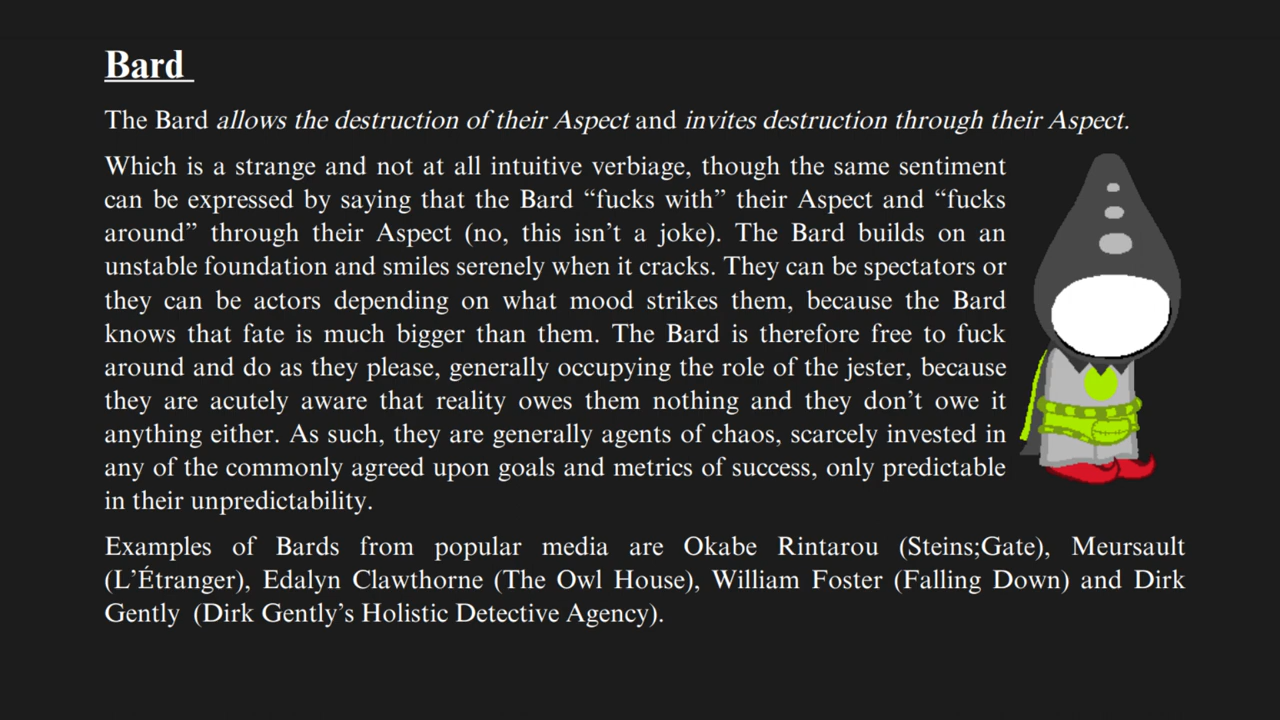 Bard
The Bard allows the destruction of their Aspect and invites destruction through their Aspect.
Which is a strange and not at all intuitive verbiage, though the same sentiment
can be expressed by saying that the Bard “fucks with” their Aspect and “fucks
around” through their Aspect (no, this isn’t a joke). The Bard builds on an
unstable foundation and smiles serenely when it cracks. They can be spectators or
they can be actors depending on what mood strikes them, because the Bard
knows that fate is much bigger than them. The Bard is therefore free to fuck
around and do as they please, generally occupying the role of the jester, because
they are acutely aware that reality owes them nothing and they don’t owe it
anything either. As such, they are generally agents of chaos, scarcely invested in
any of the commonly agreed upon goals and metrics of success, only predictable
in their unpredictability.
Examples of Bards from popular media are Okabe Rintarou (Steins;Gate), Meursault
(L’Étranger), Edalyn Clawthorne (The Owl House), William Foster (Falling Down) and Dirk
Gently (Dirk Gently’s Holistic Detective Agency).